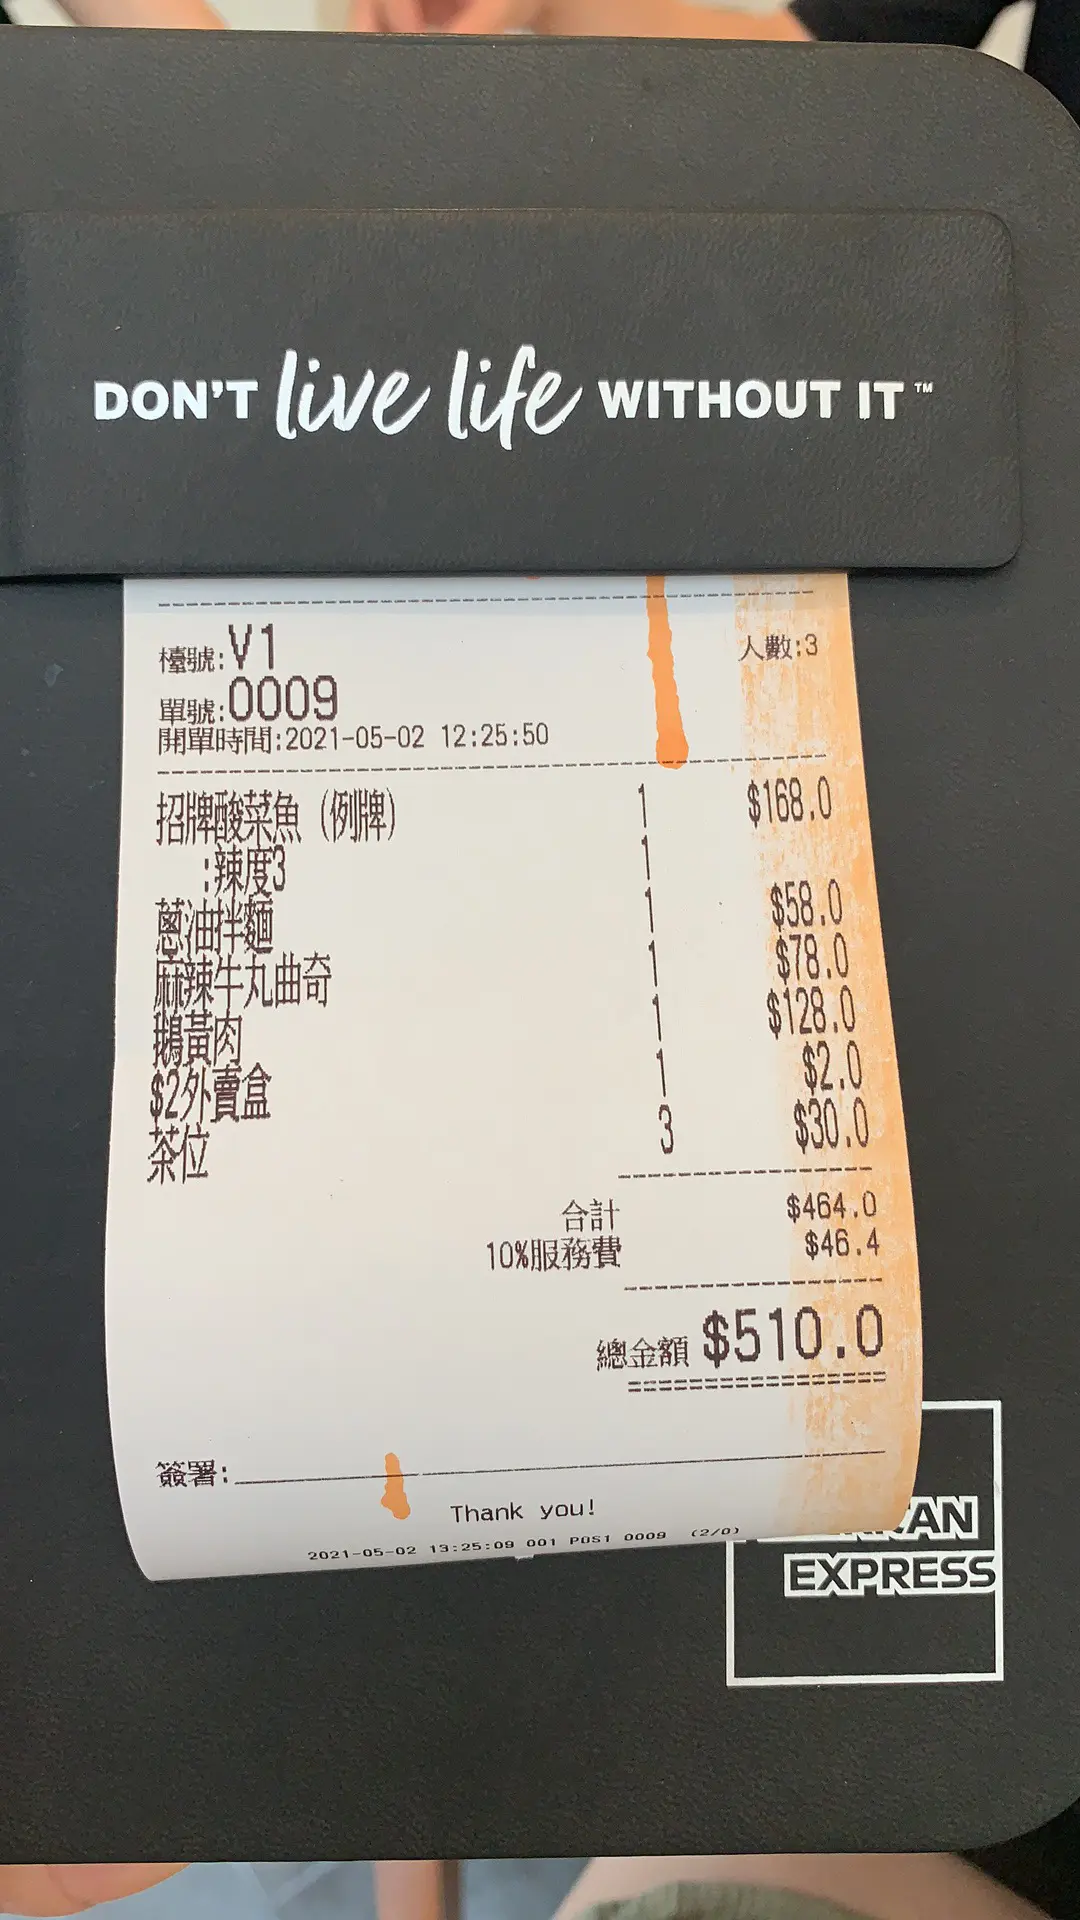 DON'T live life WITHOUT IT™
檯號:V1 人數:3
單號:0009
開單時間:2021-05-02 12:25:50
招牌酸菜魚 (例牌) 1 $168.0
:辣度3 1
蔥油拌麵 1 $58.0
麻辣牛丸曲奇 1 $78.0
鵝黃肉 1 $128.0
$2外賣盒 1 $2.0
茶位 3 $30.0
合計 $464.0
10%服務費 $46.4
總金額 $510.0
簽署:
Thank you!
2021-05-02 13:25:09 001 POS1 0009 (2/0)
EXPRESS